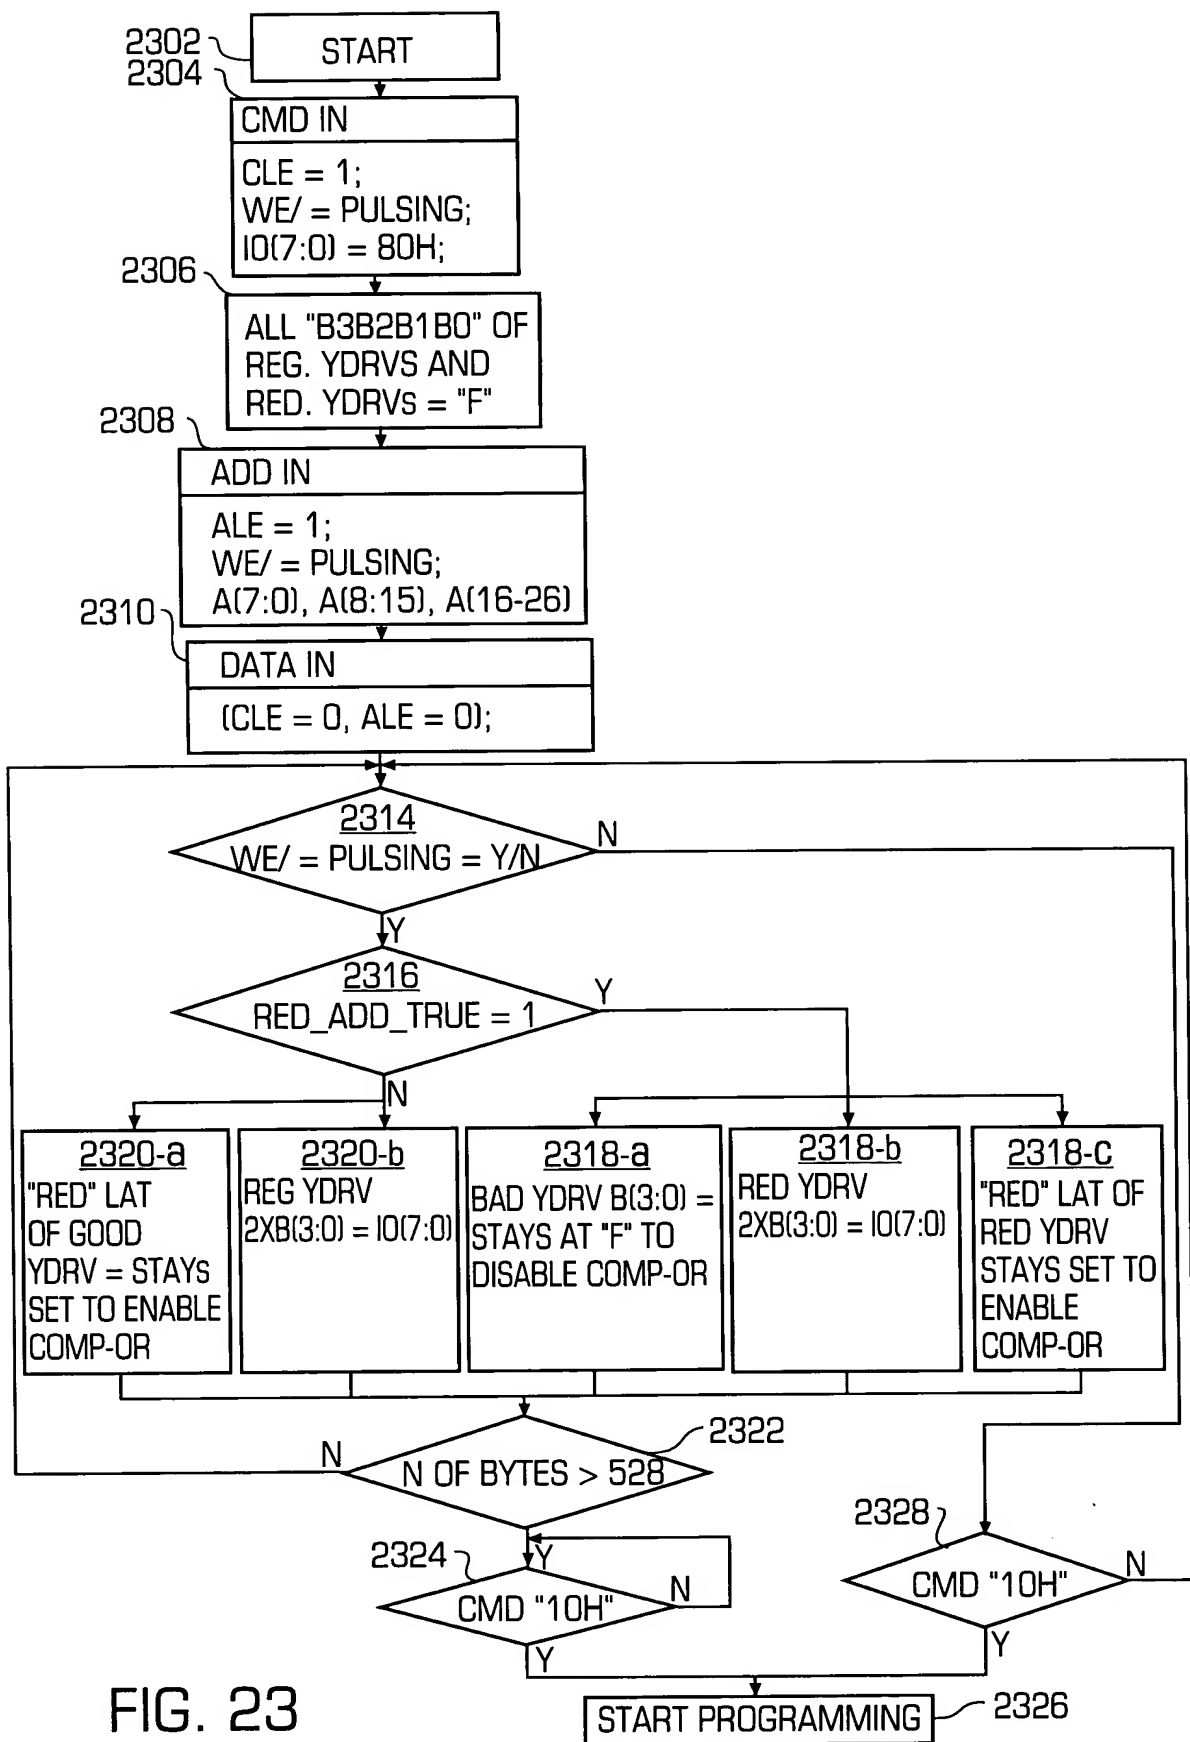 2302
START
2304
CMD IN
CLE = 1;
WE/ = PULSING;
IO(7:0) = 80H;
2306
ALL "B3B2B1B0" OF
REG. YDRVS AND
RED. YDRVs = "F"
2308
ADD IN
ALE = 1;
WE/ = PULSING;
A(7:0), A(8:15), A(16-26)
2310
DATA IN
(CLE = 0, ALE = 0);
2314
WE/ = PULSING = Y/N
N
Y
2316
RED_ADD_TRUE = 1
Y
N
2320-a
"RED" LAT
OF GOOD
YDRV = STAYs
SET TO ENABLE
COMP-OR
2320-b
REG YDRV
2XB(3:0) = IO(7:0)
2318-a
BAD YDRV B(3:0) =
STAYS AT "F" TO
DISABLE COMP-OR
2318-b
RED YDRV
2XB(3:0) = IO(7:0)
2318-c
"RED" LAT OF
RED YDRV
STAYS SET TO
ENABLE
COMP-OR
2322
N
N OF BYTES > 528
Y
2324
CMD "10H"
N
Y
2328
CMD "10H"
N
Y
START PROGRAMMING
2326
FIG. 23